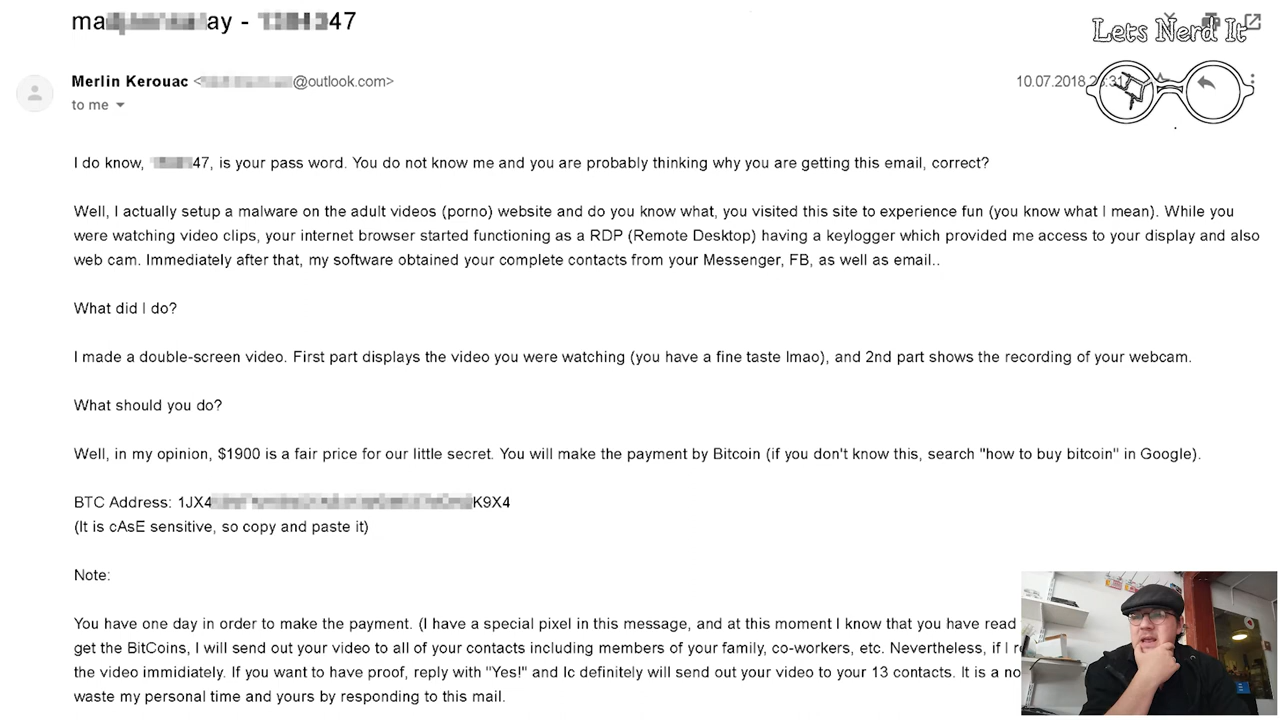 ma ay - 47
Lets Nerd It
Merlin Kerouac < @outlook.com>
10.07.2018
to me
I do know, 47, is your pass word. You do not know me and you are probably thinking why you are getting this email, correct?
Well, I actually setup a malware on the adult videos (porno) website and do you know what, you visited this site to experience fun (you know what I mean). While you
were watching video clips, your internet browser started functioning as a RDP (Remote Desktop) having a keylogger which provided me access to your display and also
web cam. Immediately after that, my software obtained your complete contacts from your Messenger, FB, as well as email..
What did I do?
I made a double-screen video. First part displays the video you were watching (you have a fine taste lmao), and 2nd part shows the recording of your webcam.
What should you do?
Well, in my opinion, $1900 is a fair price for our little secret. You will make the payment by Bitcoin (if you don't know this, search "how to buy bitcoin" in Google).
BTC Address: 1JX4 K9X4
(It is cAsE sensitive, so copy and paste it)
Note:
You have one day in order to make the payment. (I have a special pixel in this message, and at this moment I know that you have read
get the BitCoins, I will send out your video to all of your contacts including members of your family, co-workers, etc. Nevertheless, if I
the video immidiately. If you want to have proof, reply with "Yes!" and Ic definitely will send out your video to your 13 contacts. It is a
waste my personal time and yours by responding to this mail.